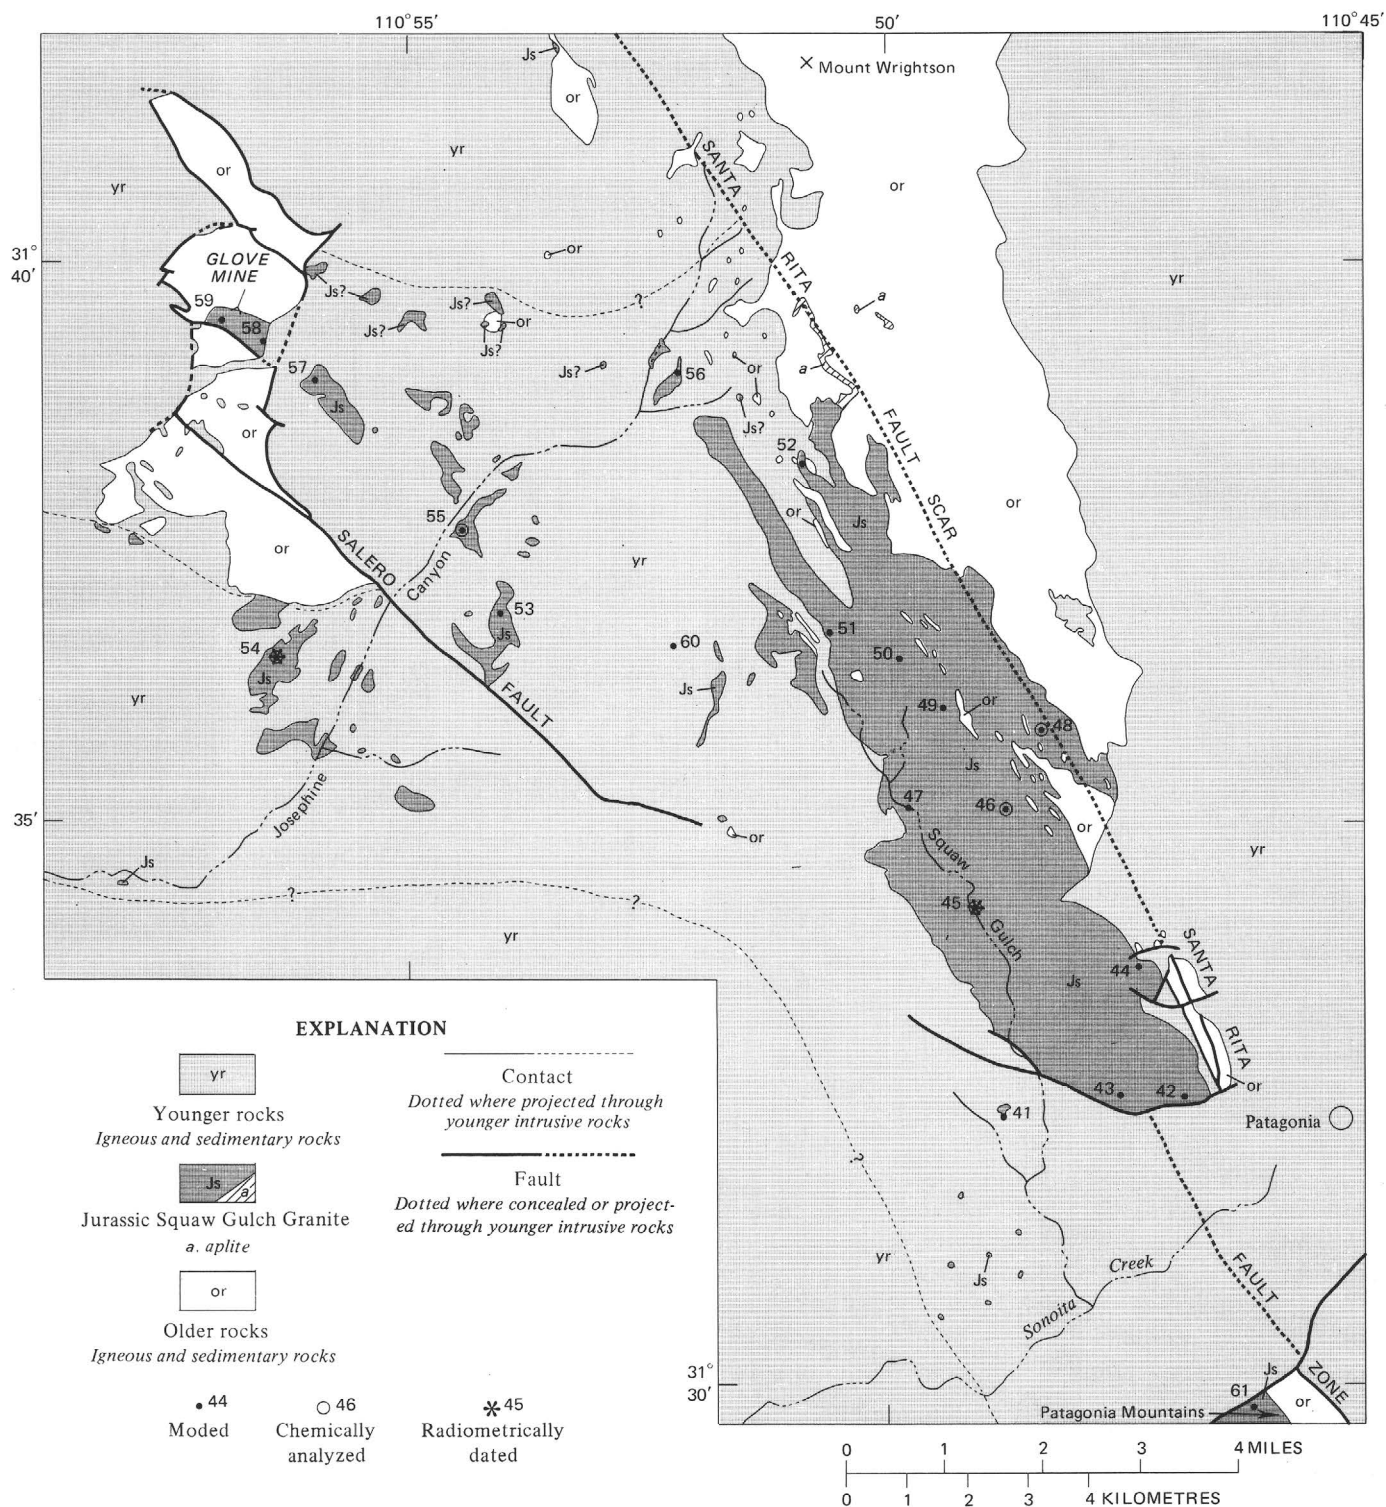 110°55'
50'
110°45'
Js
× Mount Wrightson
or
yr
SANTA
or
yr
or
31°
40'
GLOVE
MINE
or
RITA
yr
Js?
Js?
a
59
58
Js?
or
Js?
?
57
Js?
56
or
a
Js
Js?
FAULT
or
52
SCAR
or
or
55
Js
or
SALERO
Canyon
yr
53
Js
51
54
60
50
Js
yr
Js
49
or
48
FAULT
Js
Josephine
47
46
35'
or
or
Squaw
yr
Js
?
?
45
Gulch
yr
SANTA
44
Js
RITA
43
42
or
41
Patagonia
?
yr
Js
Creek
Sonoita
FAULT
31°
30'
Js
ZONE
61
or
Patagonia Mountains
EXPLANATION
yr
Younger rocks
Igneous and sedimentary rocks
Js
a
Jurassic Squaw Gulch Granite
a. aplite
or
Older rocks
Igneous and sedimentary rocks
Contact
Dotted where projected through
younger intrusive rocks
Fault
Dotted where concealed or project-
ed through younger intrusive rocks
44
Moded
46
Chemically
analyzed
45
Radiometrically
dated
0 1 2 3 4 MILES
0 1 2 3 4 KILOMETRES